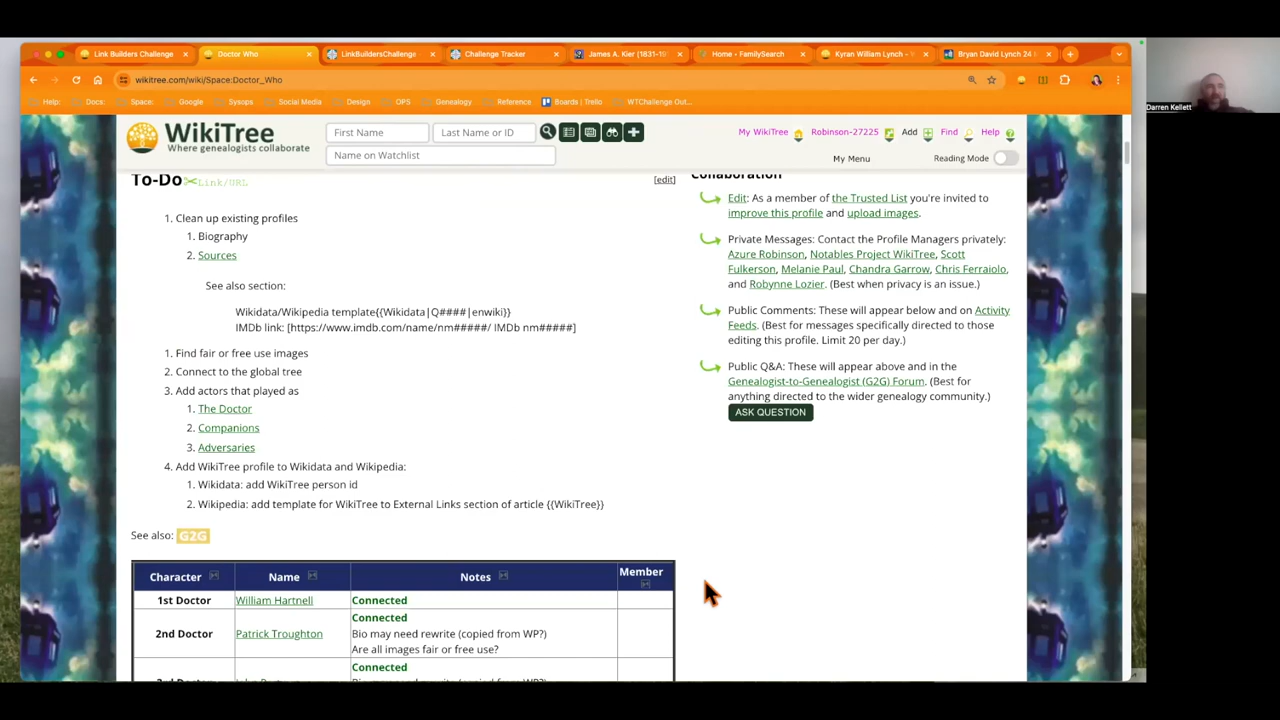 Link Builders Challenge
Doctor Who
LinkBuildersChallenge
Challenge Tracker
James A. Kier (1831-19
Home - FamilySearch
Kyran William Lynch - W
Bryan David Lynch 24
wikitree.com/wiki/Space:Doctor_Who
Help:
Docs:
Space:
Google
Sysops
Social Media
Design
OPS
Genealogy
Reference
Boards | Trello
WTChallenge Out...
Darren Kellett
WikiTree
Where genealogists collaborate
First Name
Last Name or ID
Name on Watchlist
My WikiTree
Robinson-27225
Add
Find
Help
My Menu
Reading Mode
To-Do
Link/URL
[edit]
1. Clean up existing profiles
1. Biography
2. Sources
See also section:
Wikidata/Wikipedia template{{Wikidata|Q####|enwiki}}
IMDb link: [https://www.imdb.com/name/nm#####/ IMDb nm#####]
1. Find fair or free use images
2. Connect to the global tree
3. Add actors that played as
1. The Doctor
2. Companions
3. Adversaries
4. Add WikiTree profile to Wikidata and Wikipedia:
1. Wikidata: add WikiTree person id
2. Wikipedia: add template for WikiTree to External Links section of article {{WikiTree}}
See also: G2G
Character
Name
Notes
Member
1st Doctor
William Hartnell
Connected
2nd Doctor
Patrick Troughton
Connected
Bio may need rewrite (copied from WP?)
Are all images fair or free use?
Connected
Collaboration
Edit: As a member of the Trusted List you're invited to
improve this profile and upload images.
Private Messages: Contact the Profile Managers privately:
Azure Robinson, Notables Project WikiTree, Scott
Fulkerson, Melanie Paul, Chandra Garrow, Chris Ferraiolo,
and Robynne Lozier. (Best when privacy is an issue.)
Public Comments: These will appear below and on Activity
Feeds. (Best for messages specifically directed to those
editing this profile. Limit 20 per day.)
Public Q&A: These will appear above and in the
Genealogist-to-Genealogist (G2G) Forum. (Best for
anything directed to the wider genealogy community.)
ASK QUESTION